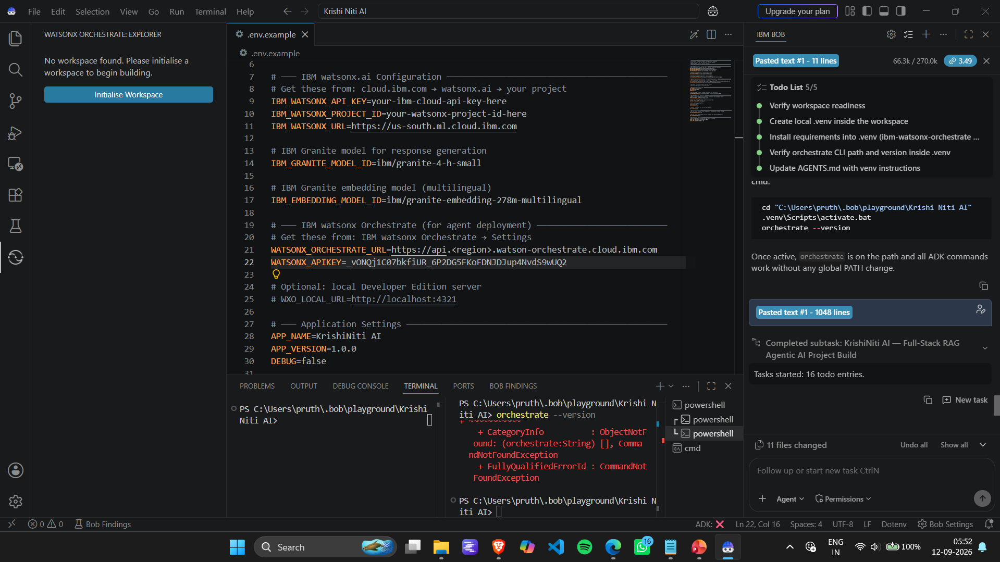 File Edit Selection View Go Run Terminal Help
Krishi Niti AI
Upgrade your plan
WATSONX ORCHESTRATE: EXPLORER
No workspace found. Please initialise a
workspace to begin building.
Initialise Workspace
.env.example
.env.example
6
7 # ─── IBM watsonx.ai Configuration ───
8 # Get these from: cloud.ibm.com → watsonx.ai → your project
9 IBM_WATSONX_API_KEY=your-ibm-cloud-api-key-here
10 IBM_WATSONX_PROJECT_ID=your-watsonx-project-id-here
11 IBM_WATSONX_URL=https://us-south.ml.cloud.ibm.com
12
13 # IBM Granite model for response generation
14 IBM_GRANITE_MODEL_ID=ibm/granite-4-h-small
15
16 # IBM Granite embedding model (multilingual)
17 IBM_EMBEDDING_MODEL_ID=ibm/granite-embedding-278m-multilingual
18
19 # ─── IBM watsonx Orchestrate (for agent deployment) ───
20 # Get these from: IBM watsonx Orchestrate → Settings
21 WATSONX_ORCHESTRATE_URL=https://api.<region>.watson-orchestrate.cloud.ibm.com
22 WATSONX_APIKEY=_vONQj1C07bkfiUR_6P2DG5FKoFDNJDJup4NvdS9wUQ2
23
24 # Optional: local Developer Edition server
25 # WXO_LOCAL_URL=http://localhost:4321
26
27 # ─── Application Settings ───
28 APP_NAME=KrishiNiti AI
29 APP_VERSION=1.0.0
30 DEBUG=false
31
PROBLEMS OUTPUT DEBUG CONSOLE TERMINAL PORTS BOB FINDINGS
PS C:\Users\pruth\.bob\playground\Krishi
Niti AI>
PS C:\Users\pruth\.bob\playground\Krishi N
iti AI> orchestrate --version
+ ~~~~~~~~~~~
+ CategoryInfo : ObjectNotF
ound: (orchestrate:String) [], Comma
ndNotFoundException
+ FullyQualifiedErrorId : CommandNot
FoundException
PS C:\Users\pruth\.bob\playground\Krishi N
iti AI>
powershell
powershell
powershell
cmd
IBM BOB
Pasted text #1 - 11 lines
66.3k / 270.0k
3.49
Todo List 5/5
Verify workspace readiness
Create local .venv inside the workspace
Install requirements into .venv (ibm-watsonx-orchestrate ...
Verify orchestrate CLI path and version inside .venv
Update AGENTS.md with venv instructions
cmd:
cd "C:\Users\pruth\.bob\playground\Krishi Niti AI"
.venv\Scripts\activate.bat
orchestrate --version
Once active, orchestrate is on the path and all ADK commands
work without any global PATH change.
Pasted text #1 - 1048 lines
Completed subtask: KrishiNiti AI — Full-Stack RAG
Agentic AI Project Build
Tasks started: 16 todo entries.
New task
11 files changed
Undo all
Show all
Follow up or start new task CtrlN
Agent
Permissions
0 0 Bob Findings
ADK: ❌ Ln 22, Col 16 Spaces: 4 UTF-8 LF Dotenv Bob Settings
Search
16
ENG
IN
100%
05:52
12-09-2026